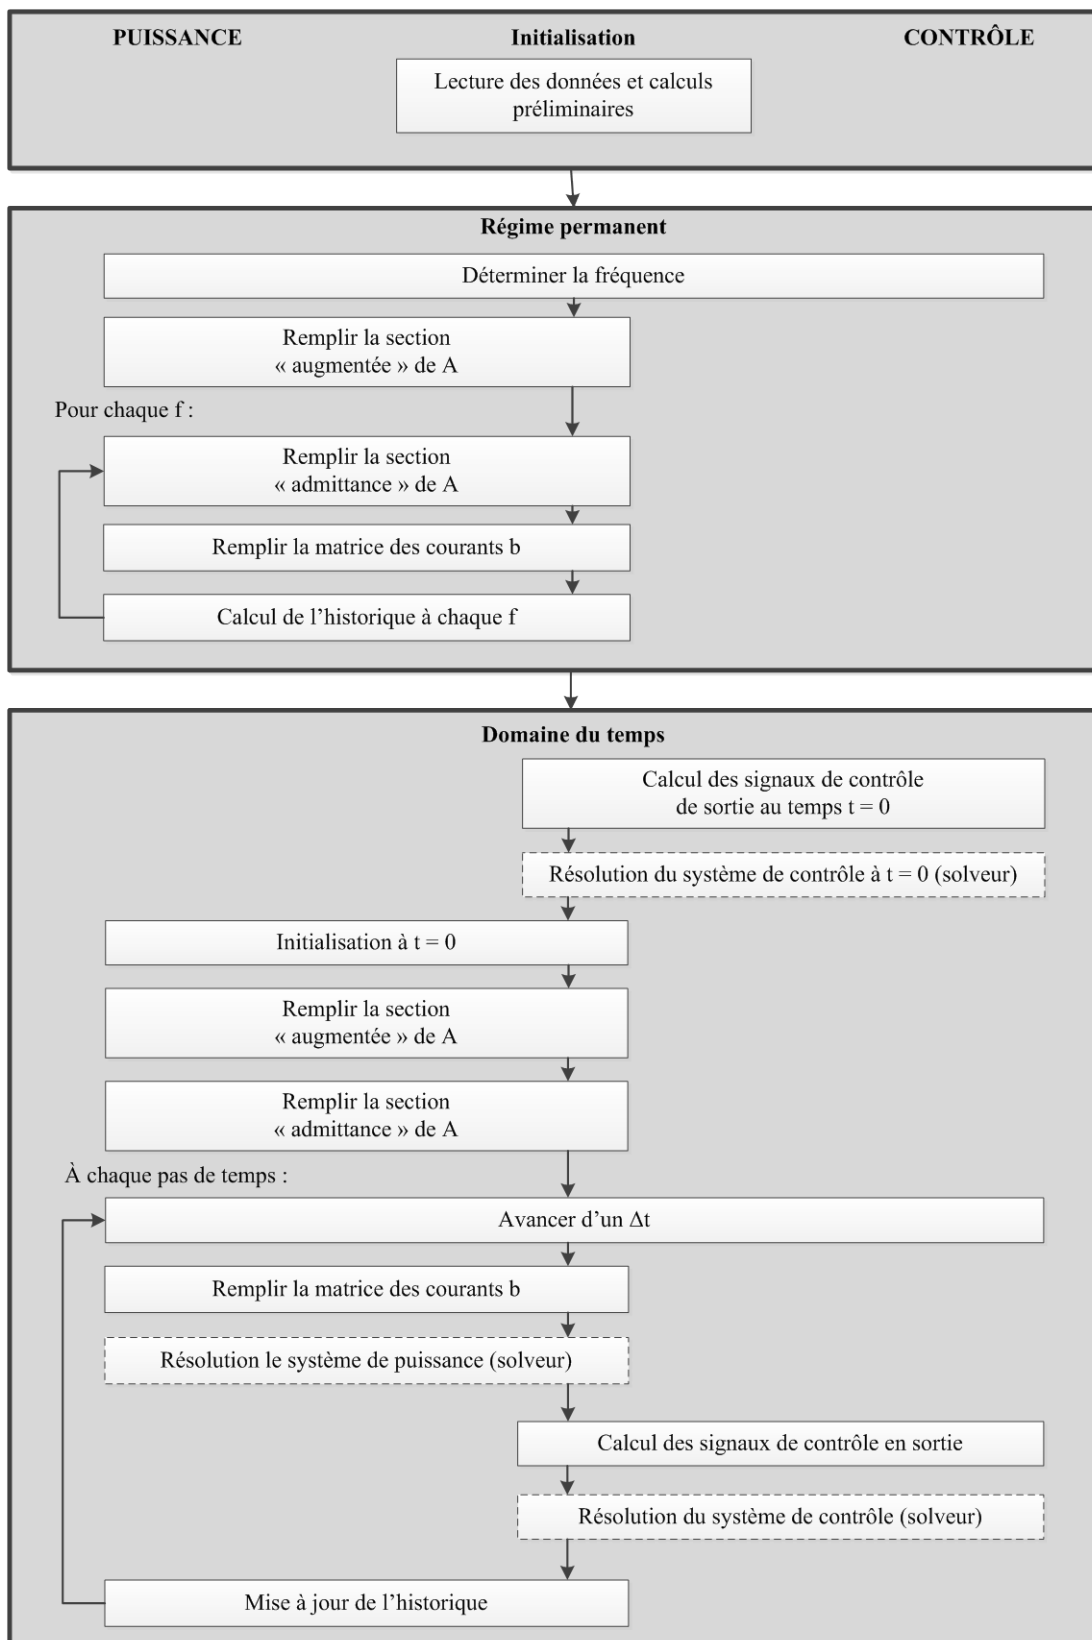 PUISSANCE
Initialisation
CONTRÔLE
Lecture des données et calculs
préliminaires
Régime permanent
Déterminer la fréquence
Remplir la section
« augmentée » de A
Pour chaque f :
Remplir la section
« admittance » de A
Remplir la matrice des courants b
Calcul de l’historique à chaque f
Domaine du temps
Calcul des signaux de contrôle
de sortie au temps t = 0
Résolution du système de contrôle à t = 0 (solveur)
Initialisation à t = 0
Remplir la section
« augmentée » de A
Remplir la section
« admittance » de A
À chaque pas de temps :
Avancer d’un Δt
Remplir la matrice des courants b
Résolution le système de puissance (solveur)
Calcul des signaux de contrôle en sortie
Résolution du système de contrôle (solveur)
Mise à jour de l’historique